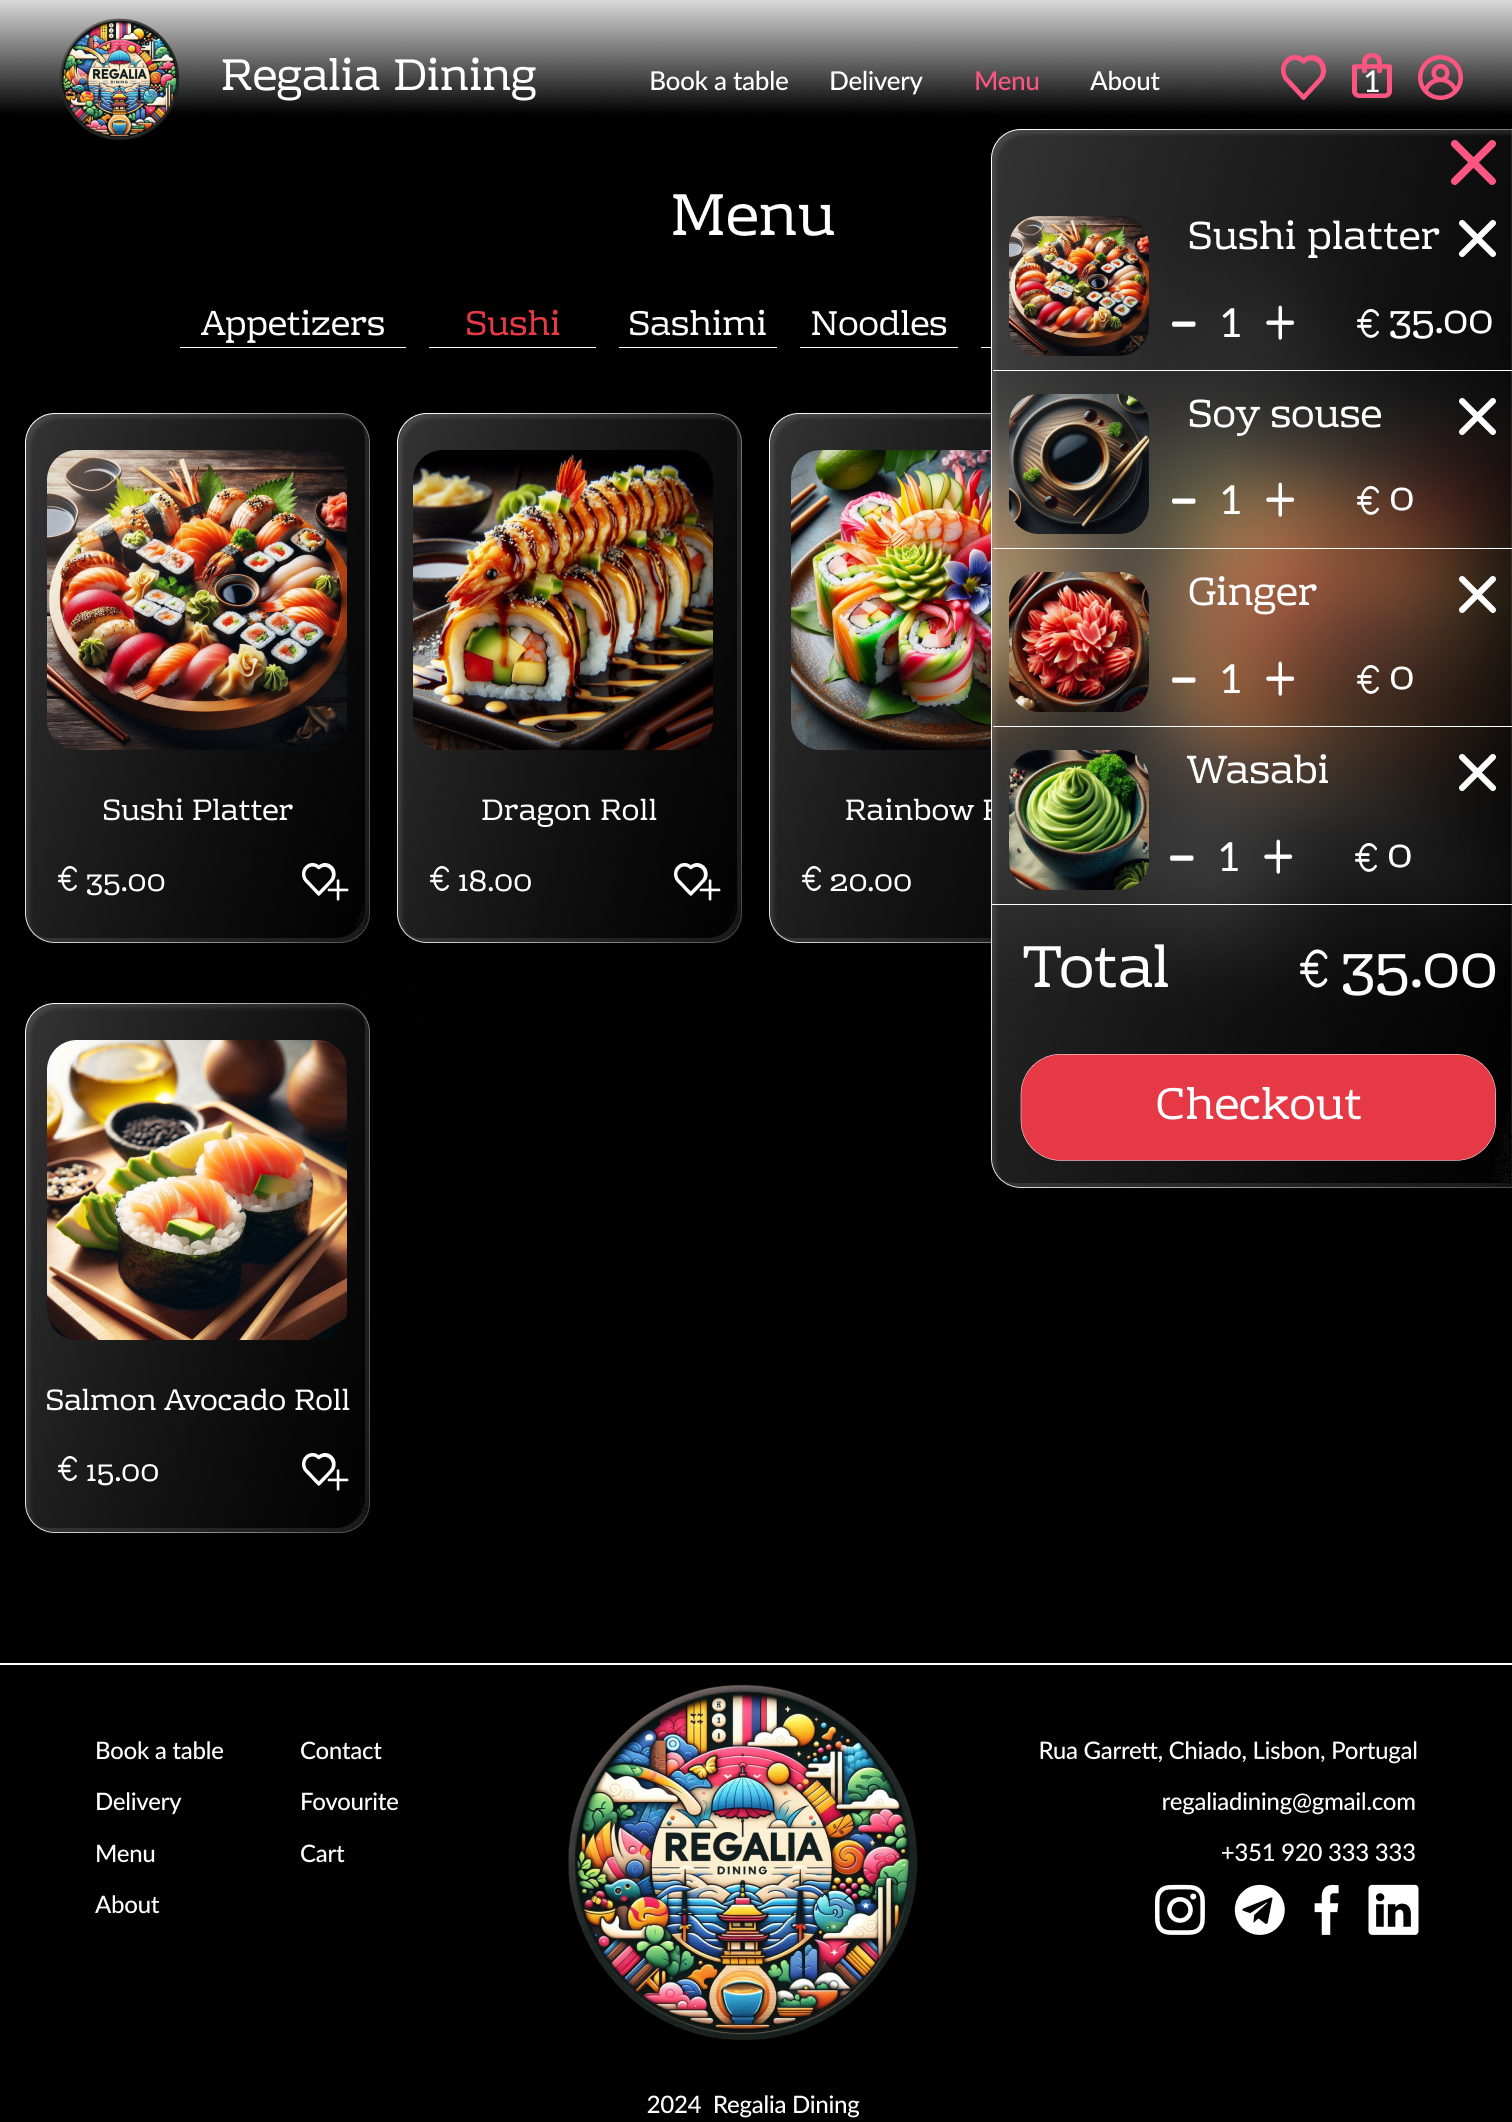 REGALIA
DINING
Regalia Dining
Book a table
Delivery
Menu
About
1
Menu
Appetizers
Sushi
Sashimi
Noodles
Sushi Platter
€ 35.00
Dragon Roll
€ 18.00
Rainbow
€ 20.00
Salmon Avocado Roll
€ 15.00
Sushi platter
1
€ 35.00
Soy souse
1
€ 0
Ginger
1
€ 0
Wasabi
1
€ 0
Total € 35.00
Checkout
Book a table
Delivery
Menu
About
Contact
Fovourite
Cart
REGALIA
DINING
Rua Garrett, Chiado, Lisbon, Portugal
regaliadining@gmail.com
+351 920 333 333
in
2024 Regalia Dining